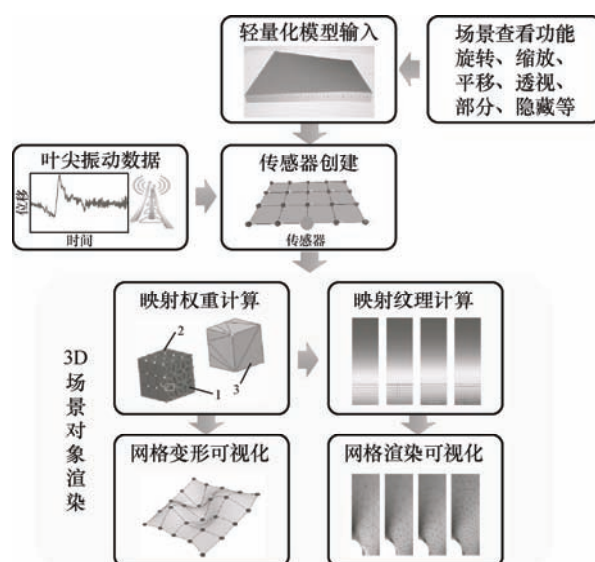 轻量化模型输入
场景查看功能
旋转、缩放、
平移、透视、
部分、隐藏等
叶尖振动数据
位移
时间
传感器创建
传感器
3D
场
景
对
象
渲
染
映射权重计算
2
1
3
映射纹理计算
网格变形可视化
网格渲染可视化